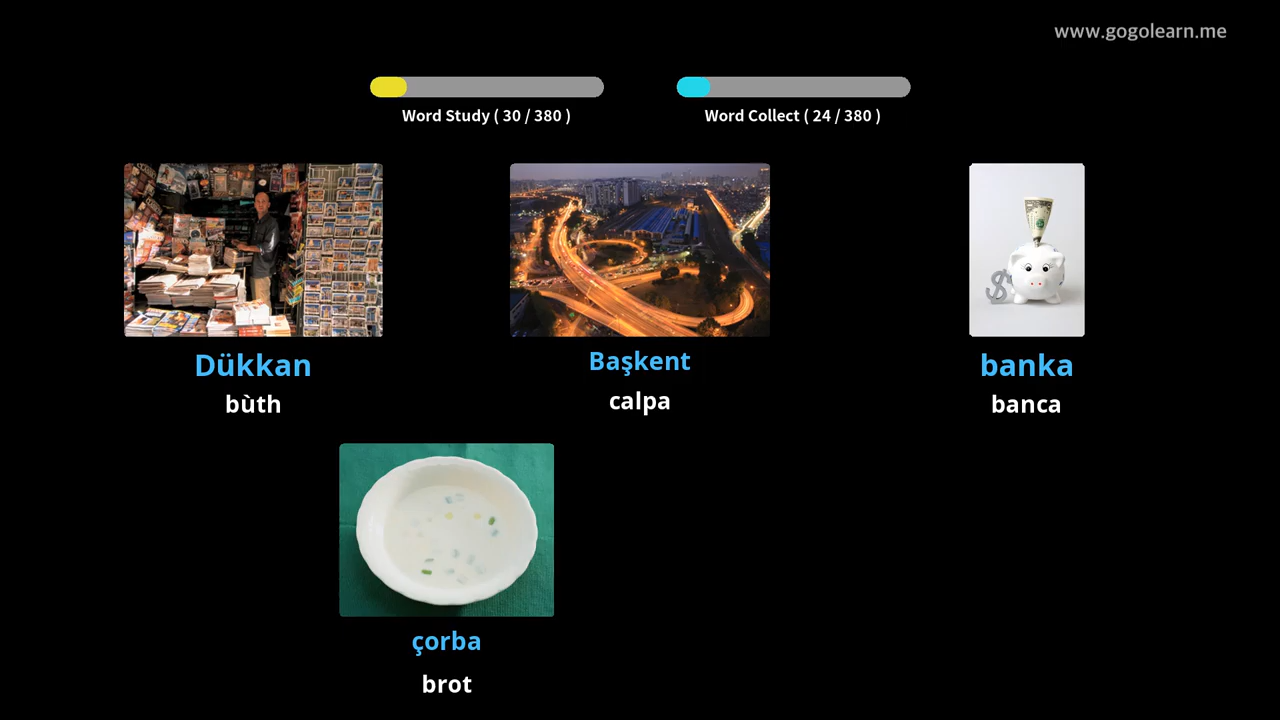 www.gogolearn.me
Word Study ( 30 / 380 )
Word Collect ( 24 / 380 )
Dükkan
bùth
Başkent
calpa
banka
banca
çorba
brot